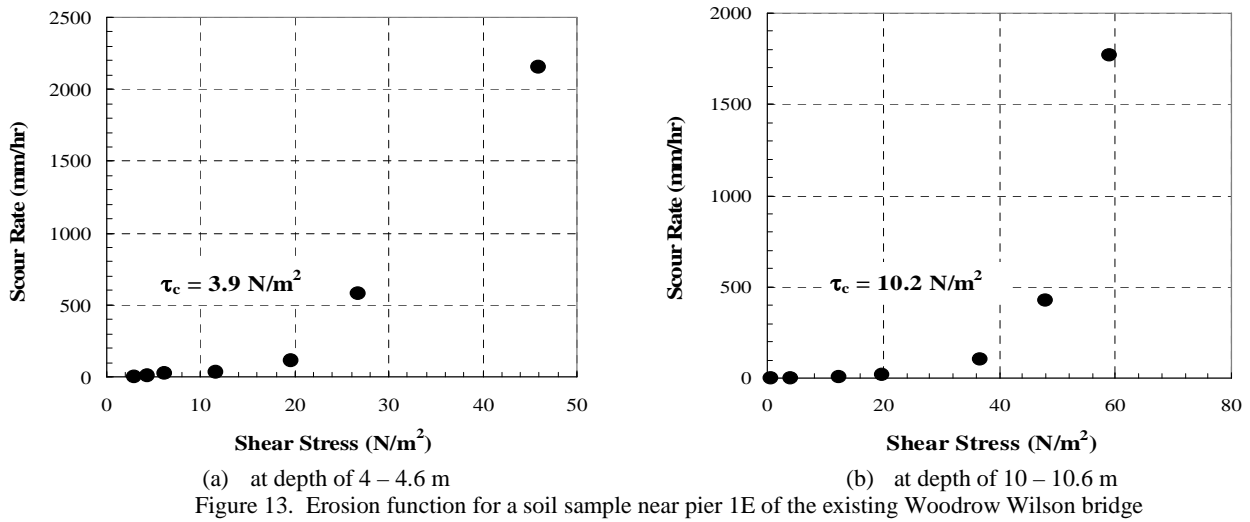 2500
2000
1500
1000
500
0
Scour Rate (mm/hr)
τc = 3.9 N/m²
0 10 20 30 40 50
Shear Stress (N/m²)
(a) at depth of 4 – 4.6 m
2000
1500
1000
500
0
Scour Rate (mm/hr)
τc = 10.2 N/m²
0 20 40 60 80
Shear Stress (N/m²)
(b) at depth of 10 – 10.6 m
Figure 13. Erosion function for a soil sample near pier 1E of the existing Woodrow Wilson bridge